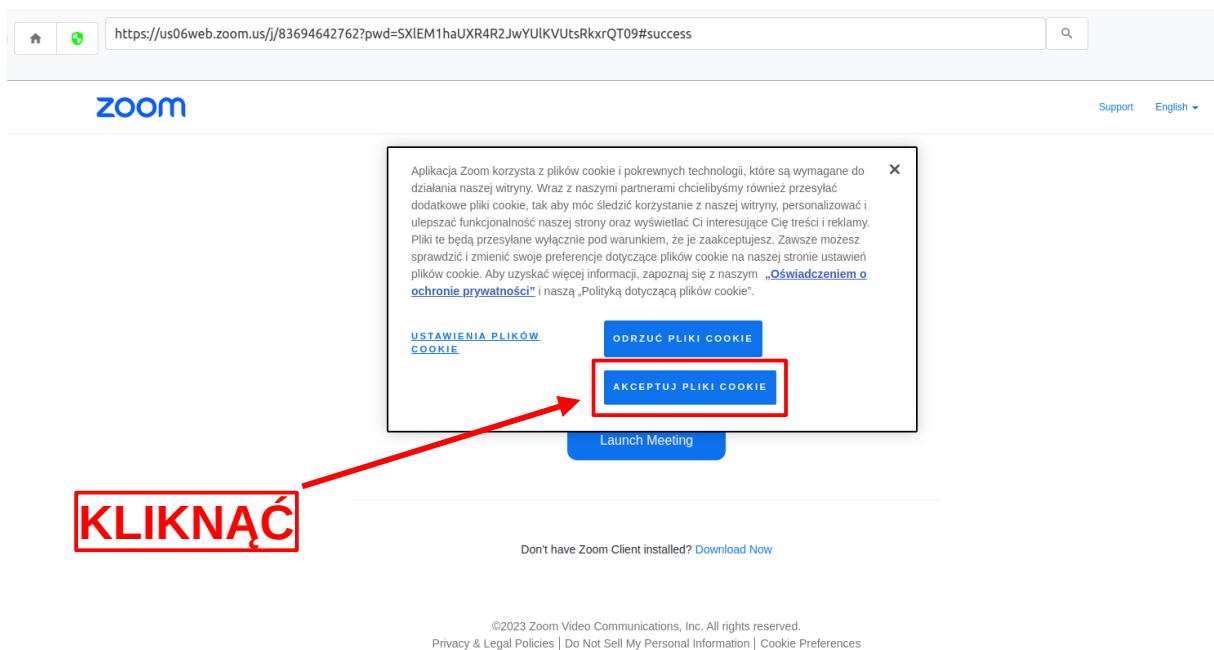 https://us06web.zoom.us/j/83694642762?pwd=SXlEM1haUXR4R2JwYUlKVUtsRkxrQT09#success
zoom
Support English
Aplikacja Zoom korzysta z plików cookie i pokrewnych technologii, które są wymagane do
działania naszej witryny. Wraz z naszymi partnerami chcielibyśmy również przesyłać
dodatkowe pliki cookie, tak aby móc śledzić korzystanie z naszej witryny, personalizować i
ulepszać funkcjonalność naszej strony oraz wyświetlać Ci interesujące Cię treści i reklamy.
Pliki te będą przesyłane wyłącznie pod warunkiem, że je zaakceptujesz. Zawsze możesz
sprawdzić i zmienić swoje preferencje dotyczące plików cookie na naszej stronie ustawień
plików cookie. Aby uzyskać więcej informacji, zapoznaj się z naszym „Oświadczeniem o
ochronie prywatności” i naszą „Polityką dotyczącą plików cookie”.
USTAWIENIA PLIKÓW
COOKIE
ODRZUĆ PLIKI COOKIE
AKCEPTUJ PLIKI COOKIE
Launch Meeting
KLIKNĄĆ
Don't have Zoom Client installed? Download Now
©2023 Zoom Video Communications, Inc. All rights reserved.
Privacy & Legal Policies | Do Not Sell My Personal Information | Cookie Preferences